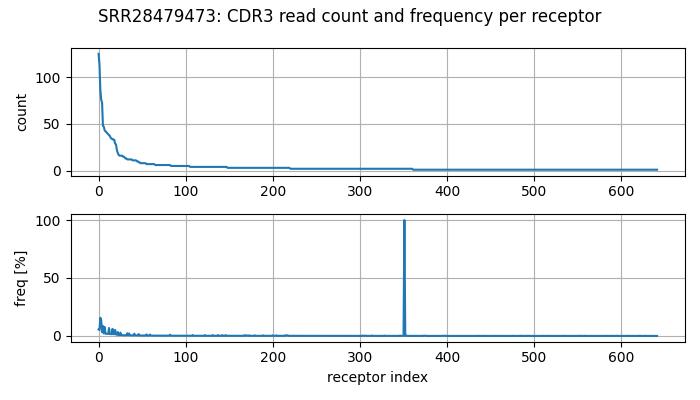 SRR28479473: CDR3 read count and frequency per receptor
100
50
0
count
0 100 200 300 400 500 600
100
50
0
freq [%]
0 100 200 300 400 500 600
receptor index